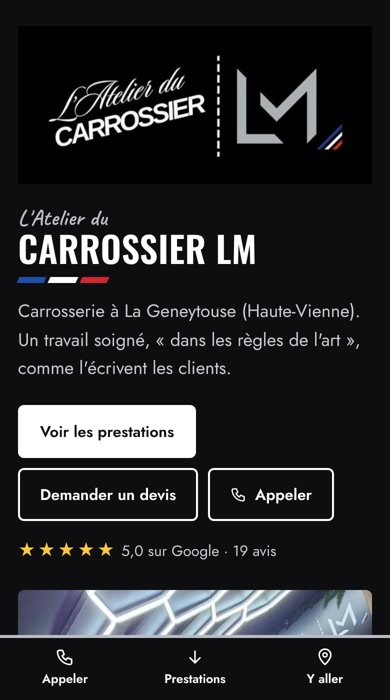 L'Atelier du
CARROSSIER
LM
L'Atelier du
CARROSSIER LM
Carrosserie à La Geneytouse (Haute-Vienne).
Un travail soigné, « dans les règles de l'art »,
comme l'écrivent les clients.
Voir les prestations
Demander un devis
Appeler
★★★★★ 5,0 sur Google · 19 avis
LM
Appeler
Prestations
Y aller